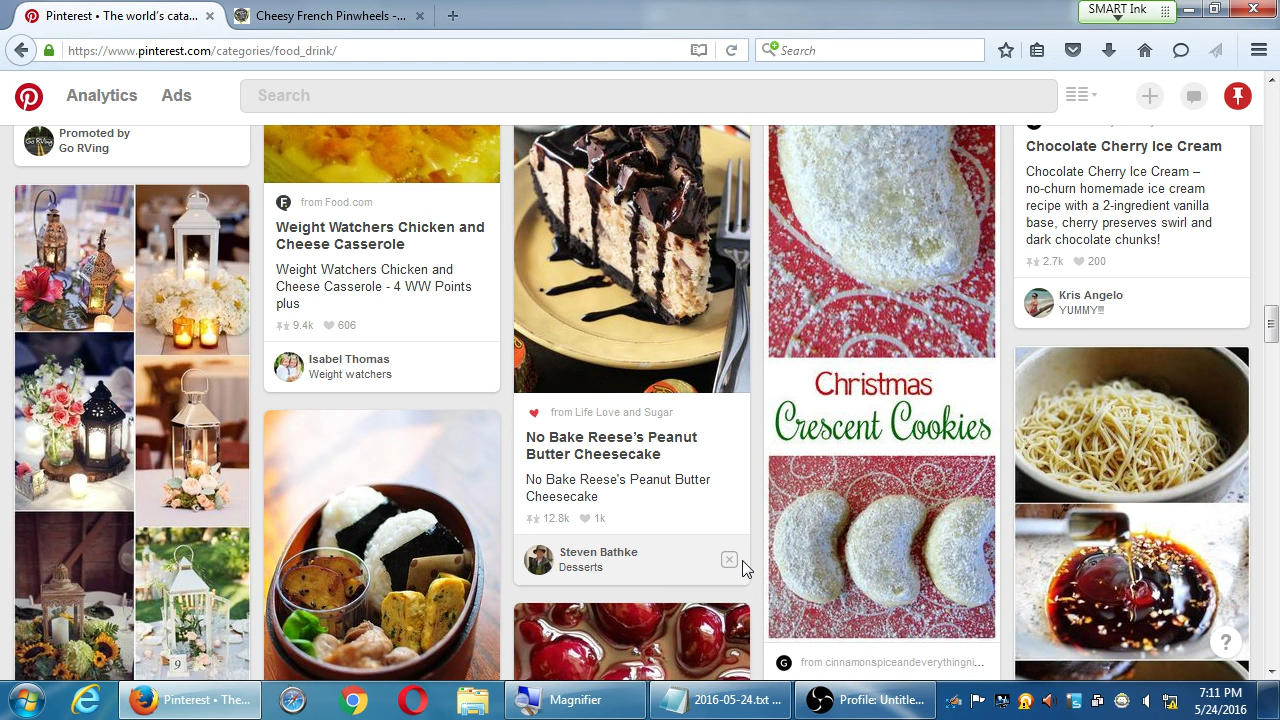 Pinterest • The world's cata...
Cheesy French Pinwheels -...
SMART Ink
https://www.pinterest.com/categories/food_drink/
Search
Analytics
Ads
Search
Promoted by
Go RVing
from Food.com
Weight Watchers Chicken and
Cheese Casserole
Weight Watchers Chicken and
Cheese Casserole - 4 WW Points
plus
9.4k
606
Isabel Thomas
Weight watchers
from Life Love and Sugar
No Bake Reese's Peanut
Butter Cheesecake
No Bake Reese's Peanut Butter
Cheesecake
12.8k
1k
Steven Bathke
Desserts
Christmas
Crescent Cookies
from cinnamonspiceandeverythingni...
Chocolate Cherry Ice Cream
Chocolate Cherry Ice Cream –
no-churn homemade ice cream
recipe with a 2-ingredient vanilla
base, cherry preserves swirl and
dark chocolate chunks!
2.7k
200
Kris Angelo
YUMMY!!!
9
?
Pinterest • The...
Magnifier
2016-05-24.txt ...
Profile: Untitle...
7:11 PM
5/24/2016